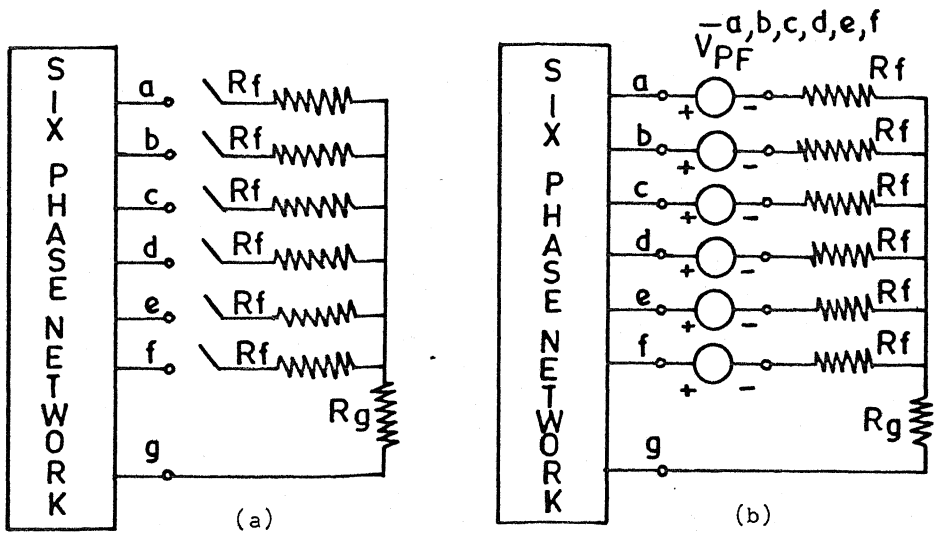 SIX PHASE NETWORK
a
Rf
b
Rf
c
Rf
d
Rf
e
Rf
f
Rf
Rg
g
(a)
SIX PHASE NETWORK
V̄PF a,b,c,d,e,f
a
+
-
Rf
b
+
-
Rf
c
+
-
Rf
d
+
-
Rf
e
+
-
Rf
f
+
-
Rf
Rg
g
(b)